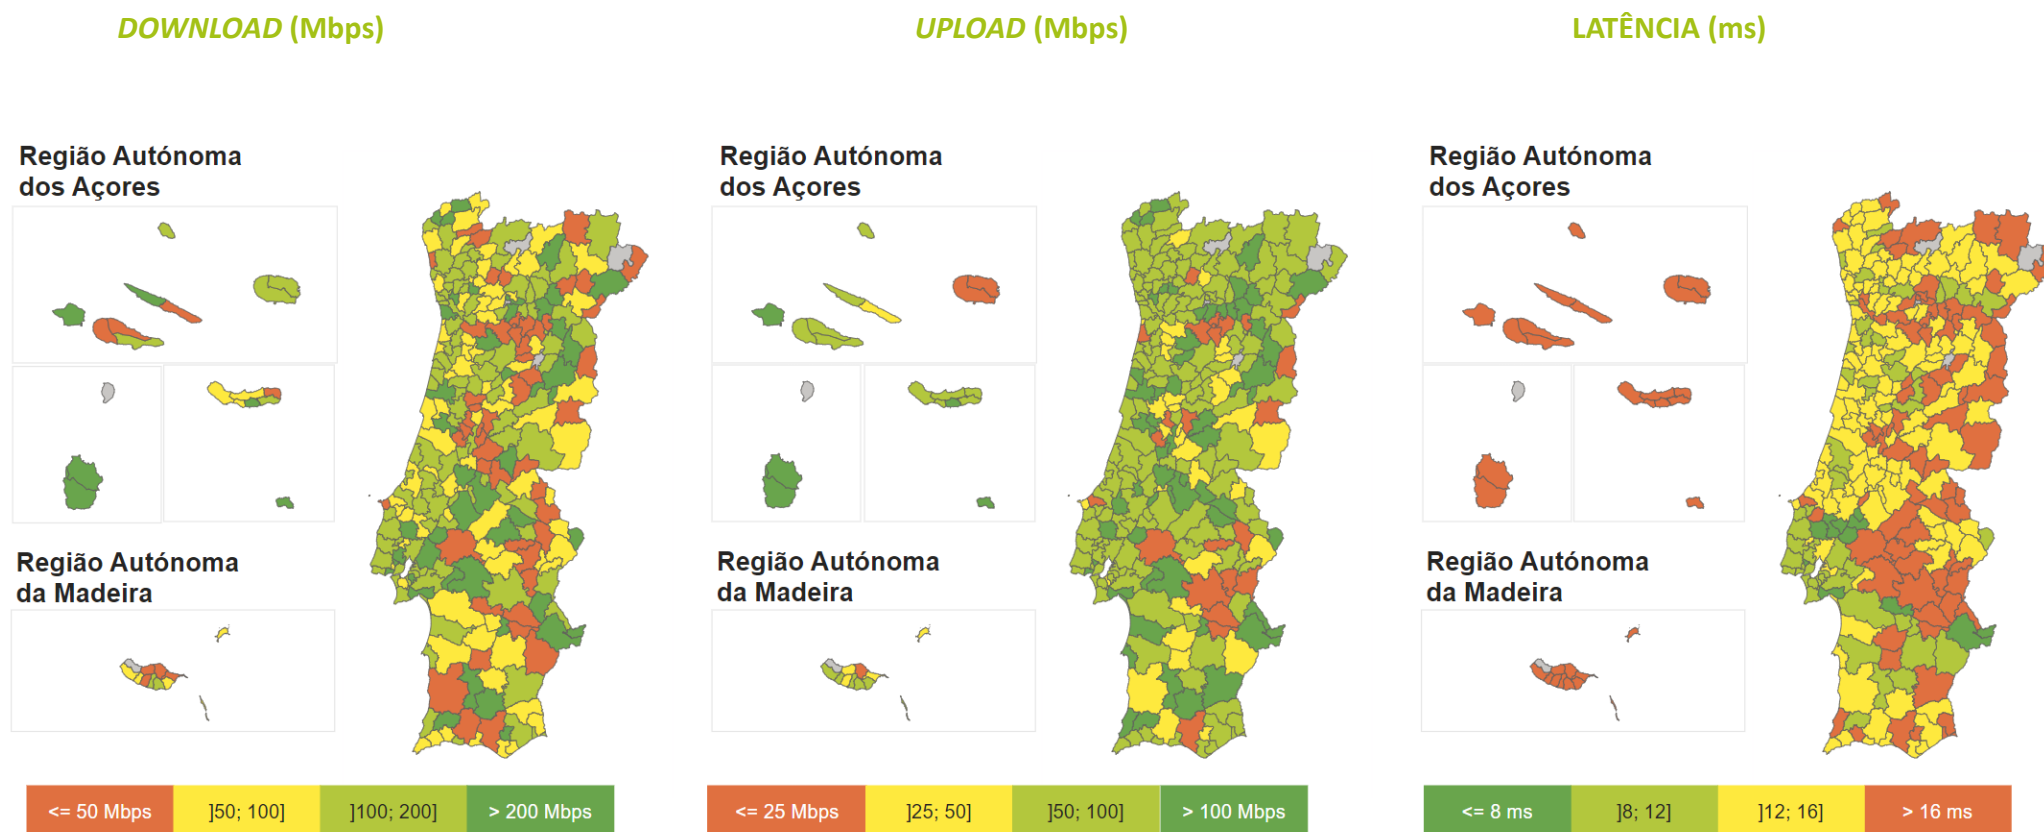 DOWNLOAD (Mbps)
UPLOAD (Mbps)
LATÊNCIA (ms)
Região Autónoma
dos Açores
Região Autónoma
da Madeira
<= 50 Mbps
]50; 100]
]100; 200]
> 200 Mbps
Região Autónoma
dos Açores
Região Autónoma
da Madeira
<= 25 Mbps
]25; 50]
]50; 100]
> 100 Mbps
Região Autónoma
dos Açores
Região Autónoma
da Madeira
<= 8 ms
]8; 12]
]12; 16]
> 16 ms